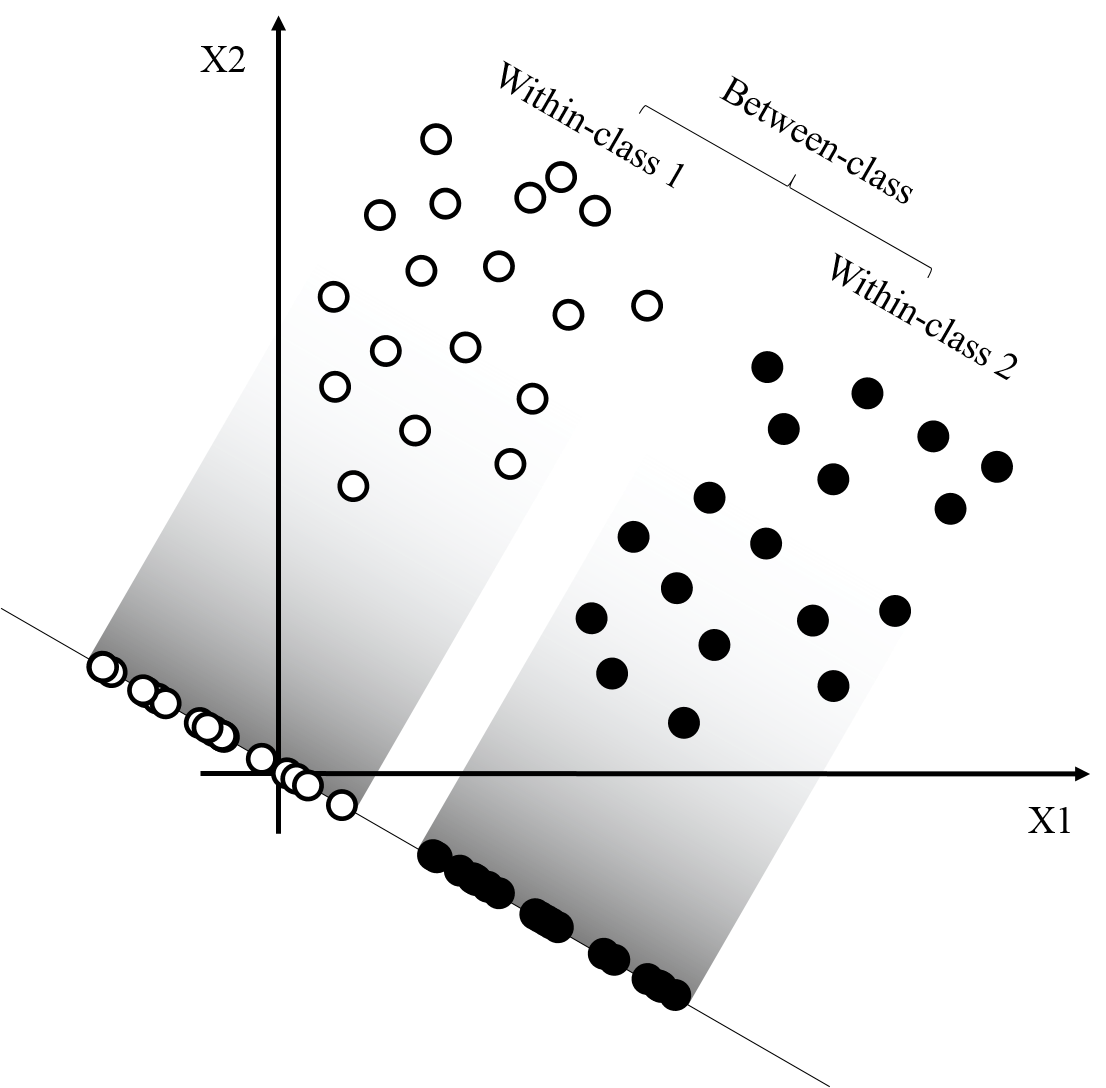 X2
Within-class 1
Between-class
Within-class 2
X1